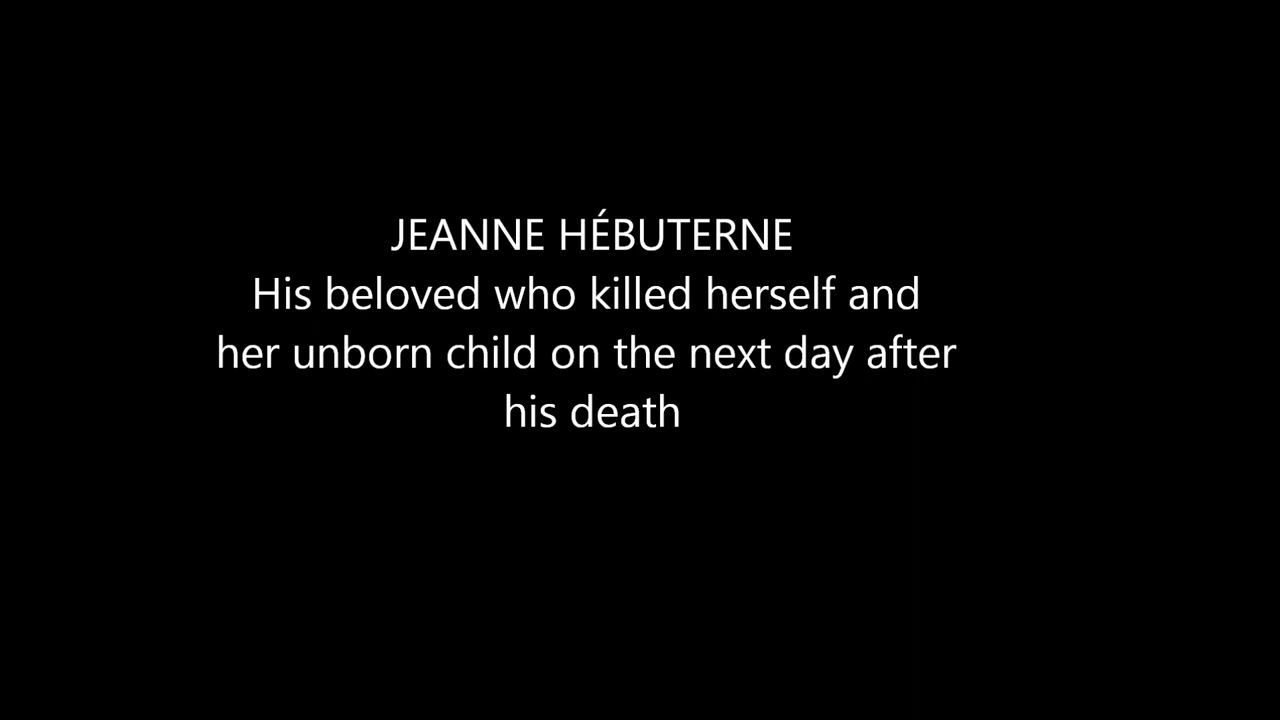 JEANNE HÉBUTERNE
His beloved who killed herself and
her unborn child on the next day after
his death